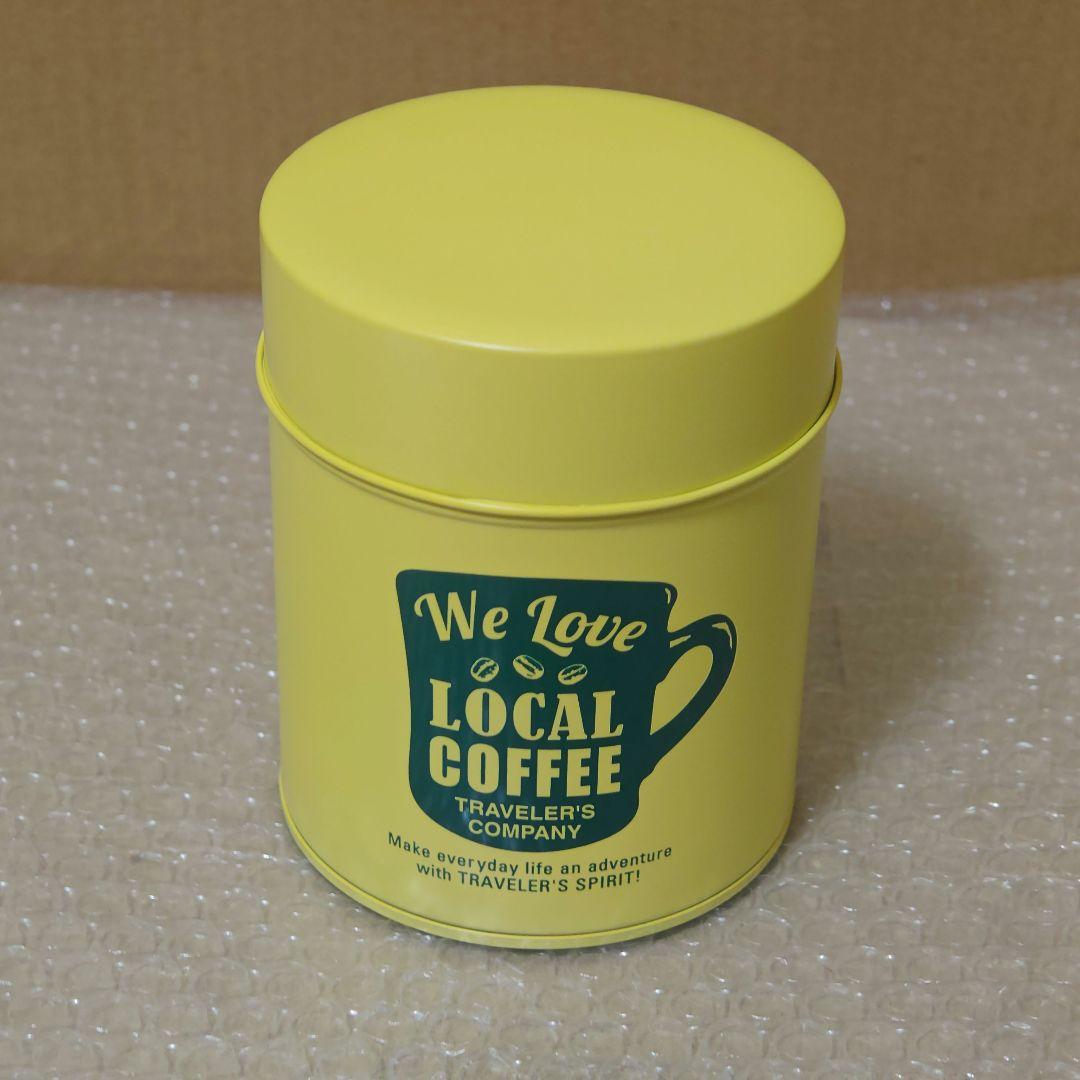 We Love
LOCAL
COFFEE
TRAVELER'S
COMPANY
Make everyday life an adventure
with TRAVELER'S SPIRIT!